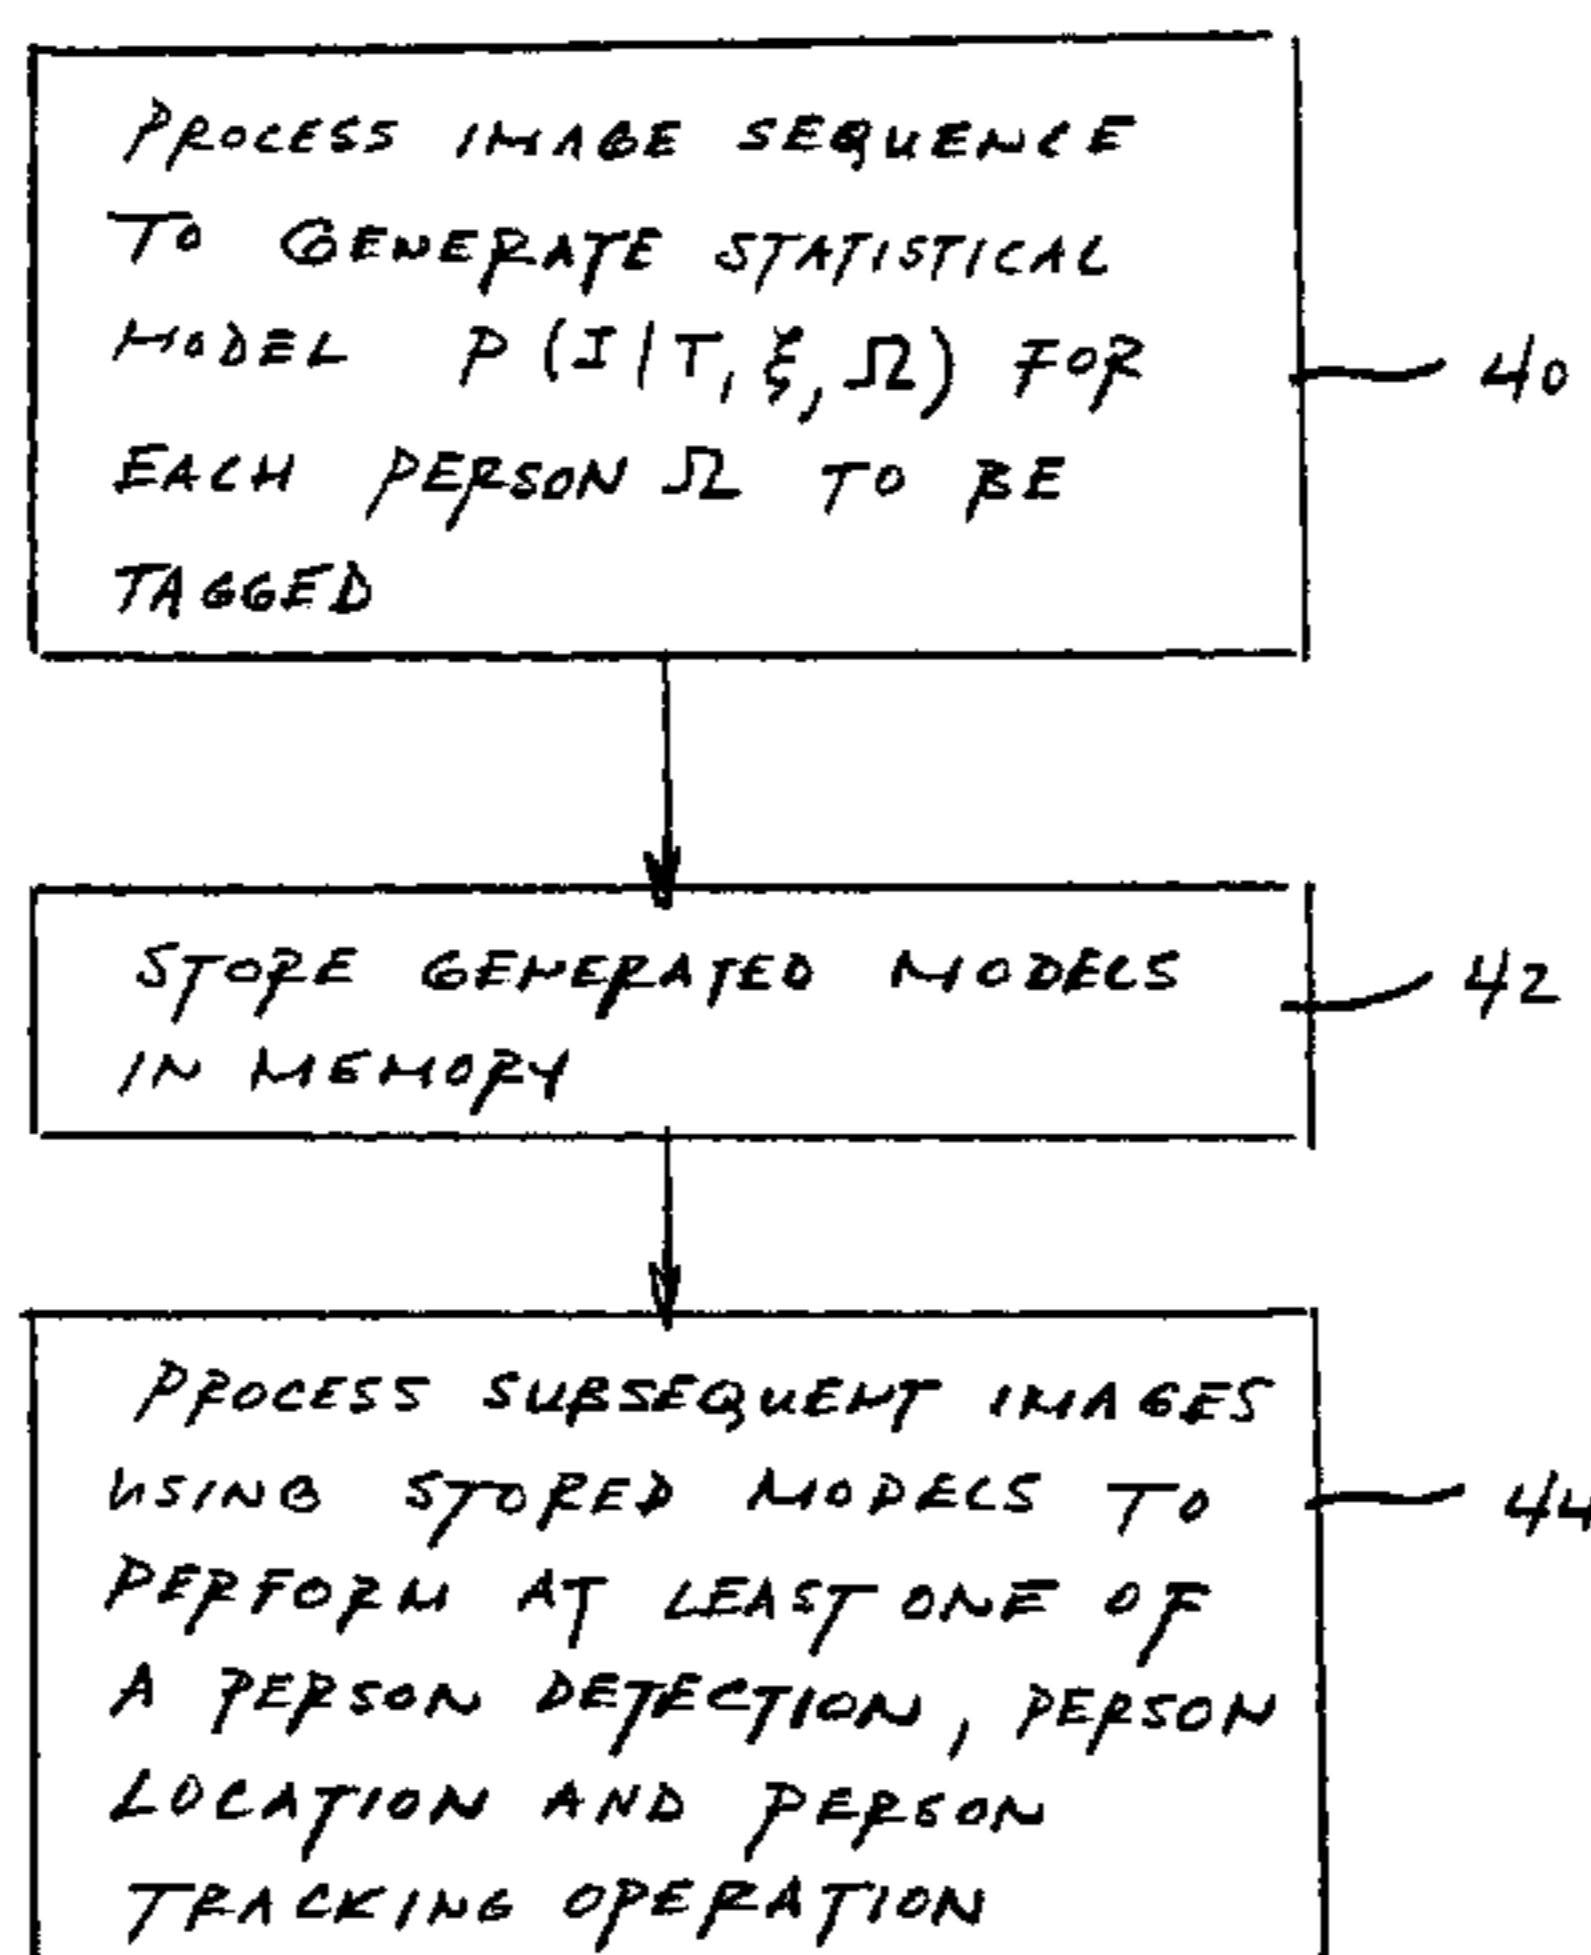 PROCESS IMAGE SEQUENCE
TO GENERATE STATISTICAL
MODEL P(I|T, ξ, Ω) FOR
EACH PERSON Ω TO BE
TAGGED
40
STORE GENERATED MODELS
IN MEMORY
42
PROCESS SUBSEQUENT IMAGES
USING STORED MODELS TO
PERFORM AT LEAST ONE OF
A PERSON DETECTION, PERSON
LOCATION AND PERSON
TRACKING OPERATION
44